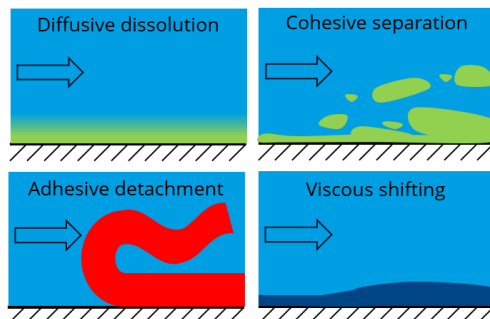 Diffusive dissolution
Cohesive separation
Adhesive detachment
Viscous shifting